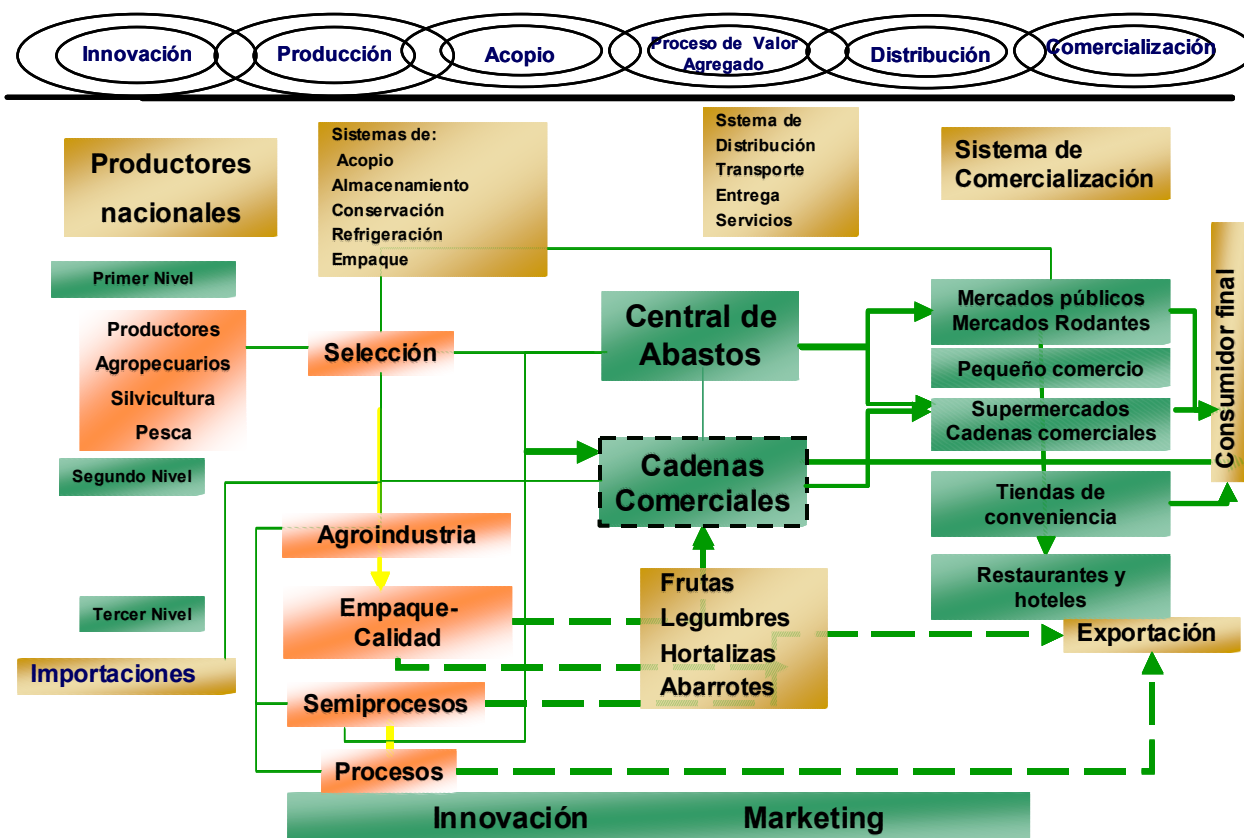 Innovación
Producción
Acopio
Proceso de Valor
Agregado
Distribución
Comercialización
Productores
nacionales
Sistemas de:
Acopio
Almacenamiento
Conservación
Refrigeración
Empaque
Sstema de
Distribución
Transporte
Entrega
Servicios
Sistema de
Comercialización
Primer Nivel
Productores
Agropecuarios
Silvicultura
Pesca
Selección
Central de
Abastos
Mercados públicos
Mercados Rodantes
Pequeño comercio
Supermercados
Cadenas comerciales
Consumidor final
Segundo Nivel
Cadenas
Comerciales
Tiendas de
conveniencia
Agroindustria
Restaurantes y
hoteles
Empaque-
Calidad
Frutas
Legumbres
Hortalizas
Abarrotes
Tercer Nivel
Exportación
Importaciones
Semiprocesos
Procesos
Innovación
Marketing